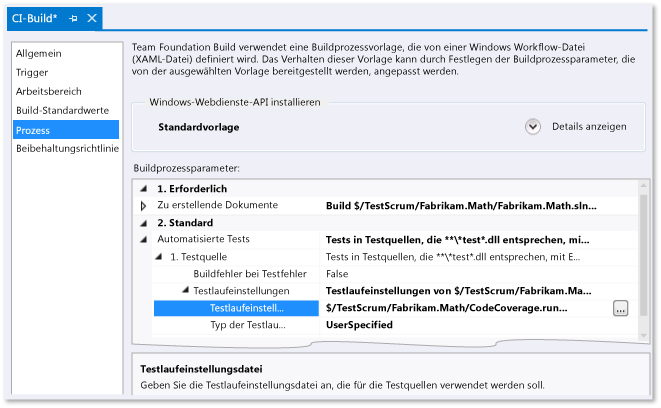 CI-Build*
Allgemein
Trigger
Arbeitsbereich
Build-Standardwerte
Prozess
Beibehaltungsrichtlinie
Team Foundation Build verwendet eine Buildprozessvorlage, die von einer Windows Workflow-Datei
(XAML-Datei) definiert wird. Das Verhalten dieser Vorlage kann durch Festlegen der Buildprozessparameter, die
von der ausgewählten Vorlage bereitgestellt werden, angepasst werden.
Windows-Webdienste-API installieren
Standardvorlage Details anzeigen
Buildprozessparameter:
1. Erforderlich
Zu erstellende Dokumente Build $/TestScrum/Fabrikam.Math/Fabrikam.Math.sln...
2. Standard
Automatisierte Tests Tests in Testquellen, die **\*test*.dll entsprechen, mi...
1. Testquelle Tests in Testquellen, die **\*test*.dll entsprechen, mit E...
Buildfehler bei Testfehler False
Testlaufeinstellungen Testlaufeinstellungen von $/TestScrum/Fabrikam.Ma...
Testlaufeinstell... $/TestScrum/Fabrikam.Math/CodeCoverage.run... ...
Typ der Testlau... UserSpecified
Testlaufeinstellungsdatei
Geben Sie die Testlaufeinstellungsdatei an, die für die Testquellen verwendet werden soll.